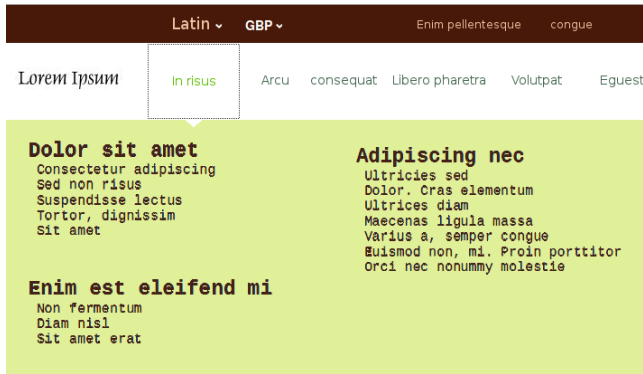 Latin GBP Enim pellentesque congue
Lorem Ipsum In risus Arcu consequat Libero pharetra Volutpat Egust
Dolor sit amet
Consectetur adipiscing
Sed non risus
Suspendisse lectus
Tortor, dignissim
Sit amet
Enim est eleifend mi
Non fermentum
Diam nisl
Sit amet erat
Adipiscing nec
Ultricies sed
Dolor. Cras elementum
Ultrices diam
Maecenas ligula massa
Varius a, semper congue
Euismod non, mi. Proin porttitor
Orci nec nonummy molestie